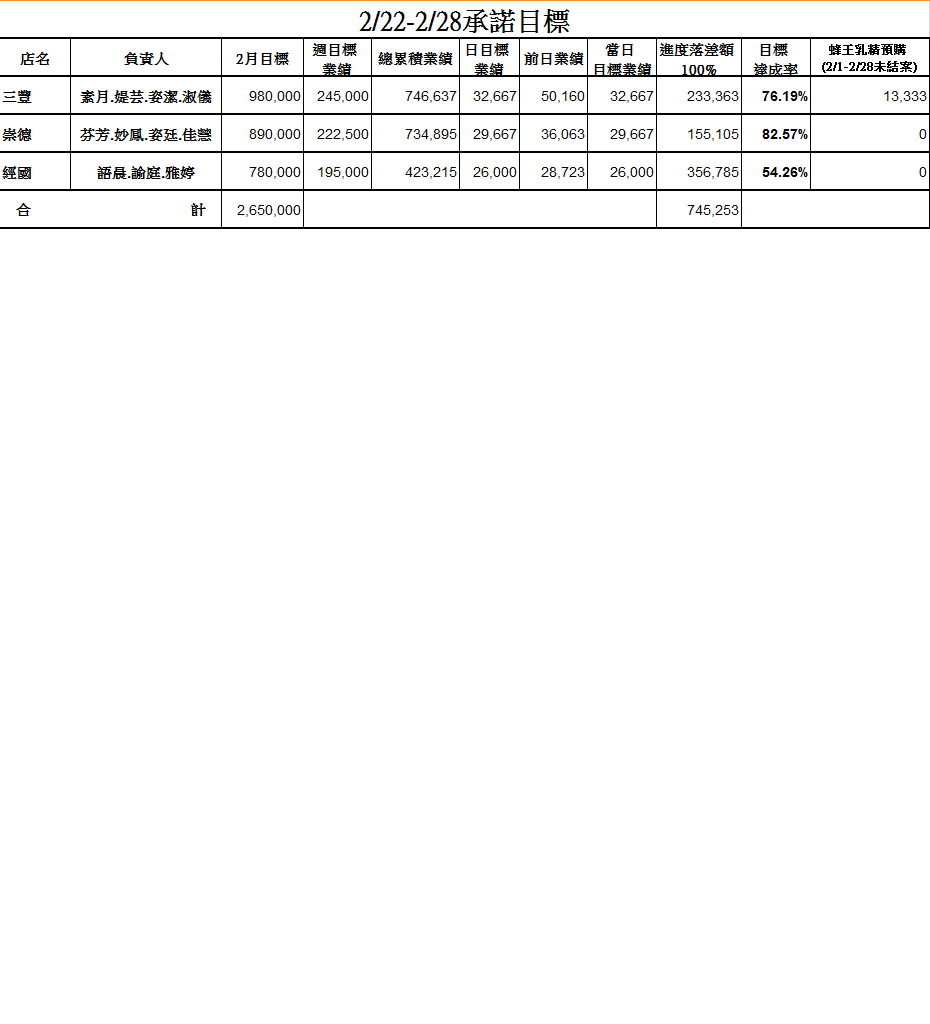 2/22-2/28承諾目標
店名 負責人 2月目標 週目標業績 總累積業績 日目標業績 前日業績 當日目標業績 進度落差額100% 目標達成率 蜂王乳精預購(2/1-2/28未結案)
三豐 素月.媞芸.姿潔.淑儀 980,000 245,000 746,637 32,667 50,160 32,667 233,363 76.19% 13,333
崇德 芬芳.妙鳳.姿廷.佳慧 890,000 222,500 734,895 29,667 36,063 29,667 155,105 82.57% 0
經國 語晨.諭庭.雅婷 780,000 195,000 423,215 26,000 28,723 26,000 356,785 54.26% 0
合計 2,650,000 745,253